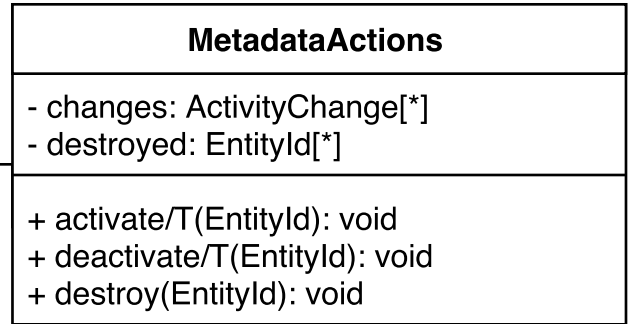 MetadataActions
- changes: ActivityChange[*]
- destroyed: EntityId[*]
+ activate/T(EntityId): void
+ deactivate/T(EntityId): void
+ destroy(EntityId): void